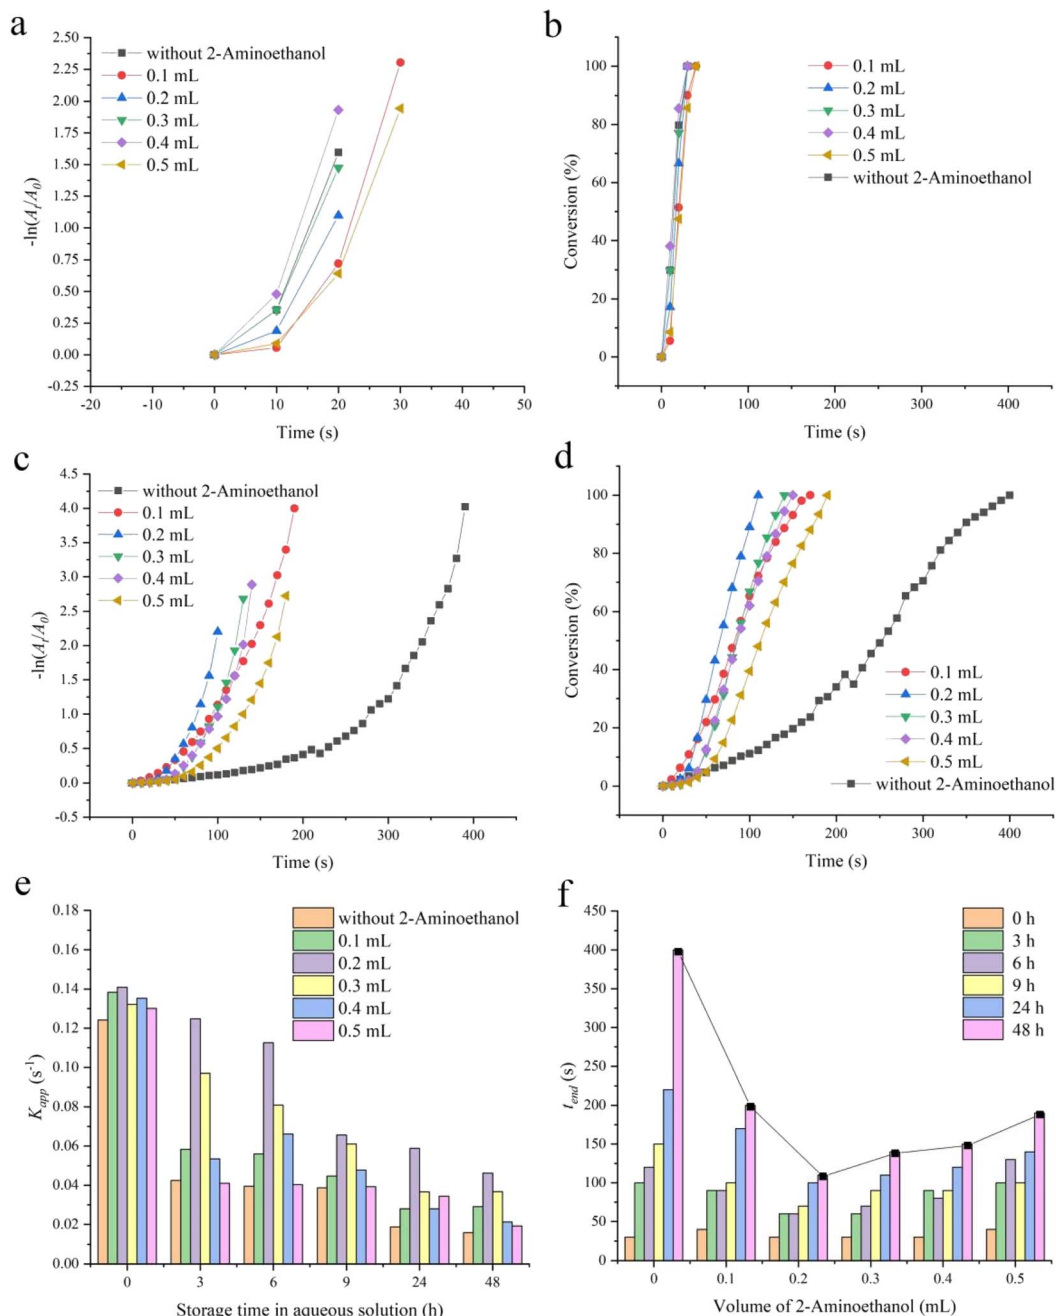 a
2.50
2.25
2.00
1.75
1.50
1.25
1.00
0.75
0.50
0.25
0.00
-0.25
-ln(At/A0)
without 2-Aminoethanol
0.1 mL
0.2 mL
0.3 mL
0.4 mL
0.5 mL
-20 -10 0 10 20 30 40 50
Time (s)
b
100
80
60
40
20
0
Conversion (%)
0.1 mL
0.2 mL
0.3 mL
0.4 mL
0.5 mL
without 2-Aminoethanol
0 100 200 300 400
Time (s)
c
4.5
4.0
3.5
3.0
2.5
2.0
1.5
1.0
0.5
0.0
-0.5
-ln(At/A0)
without 2-Aminoethanol
0.1 mL
0.2 mL
0.3 mL
0.4 mL
0.5 mL
0 100 200 300 400
Time (s)
d
100
80
60
40
20
0
Conversion (%)
0.1 mL
0.2 mL
0.3 mL
0.4 mL
0.5 mL
without 2-Aminoethanol
0 100 200 300 400
Time (s)
e
0.18
0.16
0.14
0.12
0.10
0.08
0.06
0.04
0.02
0.00
Kapp (s-1)
without 2-Aminoethanol
0.1 mL
0.2 mL
0.3 mL
0.4 mL
0.5 mL
0 3 6 9 24 48
Storage time in aqueous solution (h)
f
450
400
350
300
250
200
150
100
50
0
tend (s)
0 h
3 h
6 h
9 h
24 h
48 h
0 0.1 0.2 0.3 0.4 0.5
Volume of 2-Aminoethanol (mL)